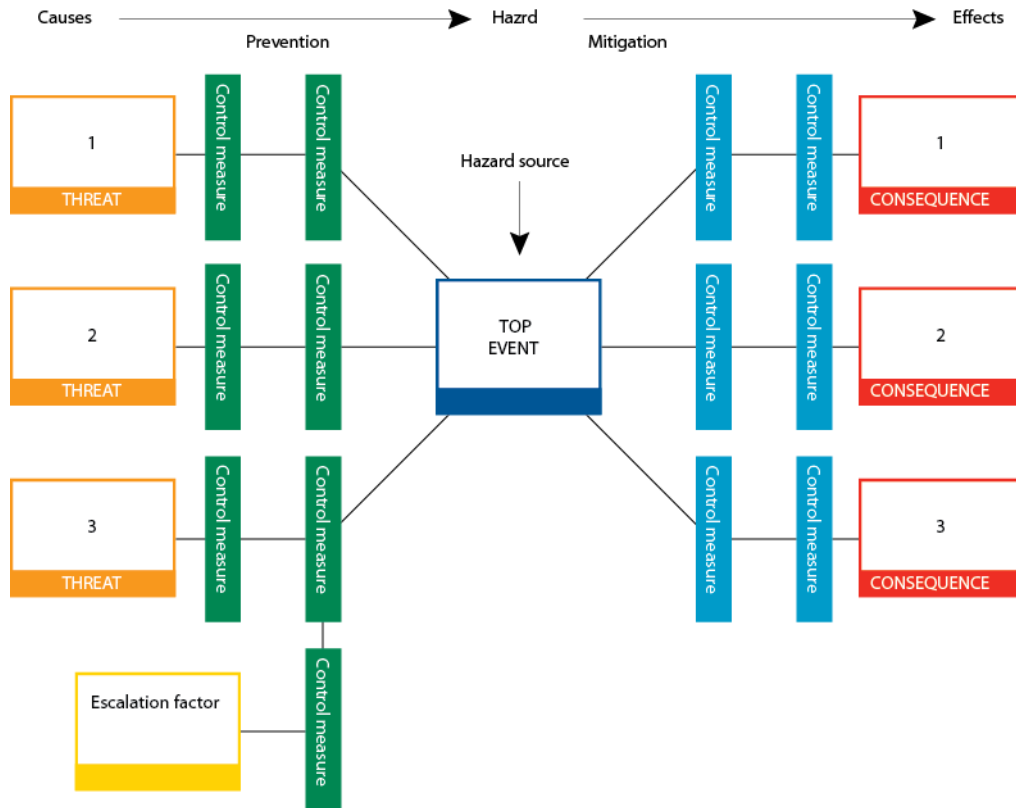 Causes
Hazrd
Effects
Prevention
Mitigation
1
THREAT
Control measure
Control measure
Hazard source
Control measure
Control measure
1
CONSEQUENCE
2
THREAT
Control measure
Control measure
TOP
EVENT
Control measure
Control measure
2
CONSEQUENCE
3
THREAT
Control measure
Control measure
Control measure
Control measure
3
CONSEQUENCE
Escalation factor
Control measure